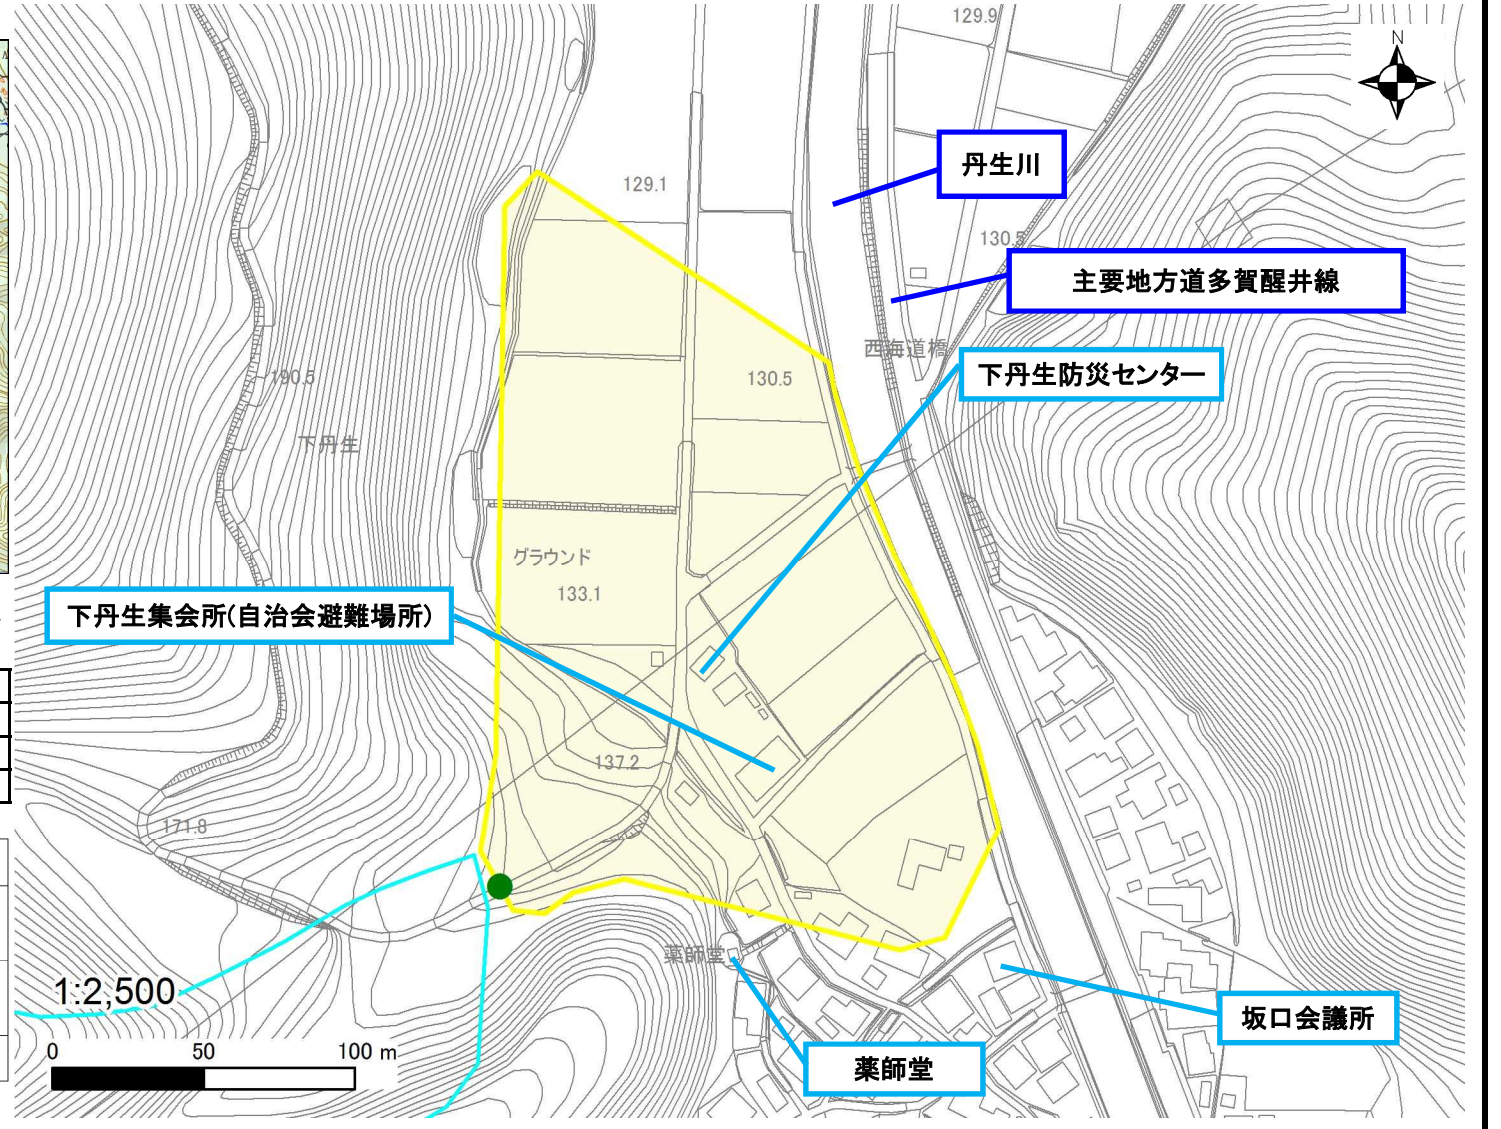 129.9
N
丹生川
129.1
130.5
主要地方道多賀醒井線
西海道橋
下丹生防災センター
190.5
130.5
下丹生
グラウンド
133.1
下丹生集会所(自治会避難場所)
137.2
171.8
薬師堂
1:2,500
坂口会議所
0 50 100 m
薬師堂